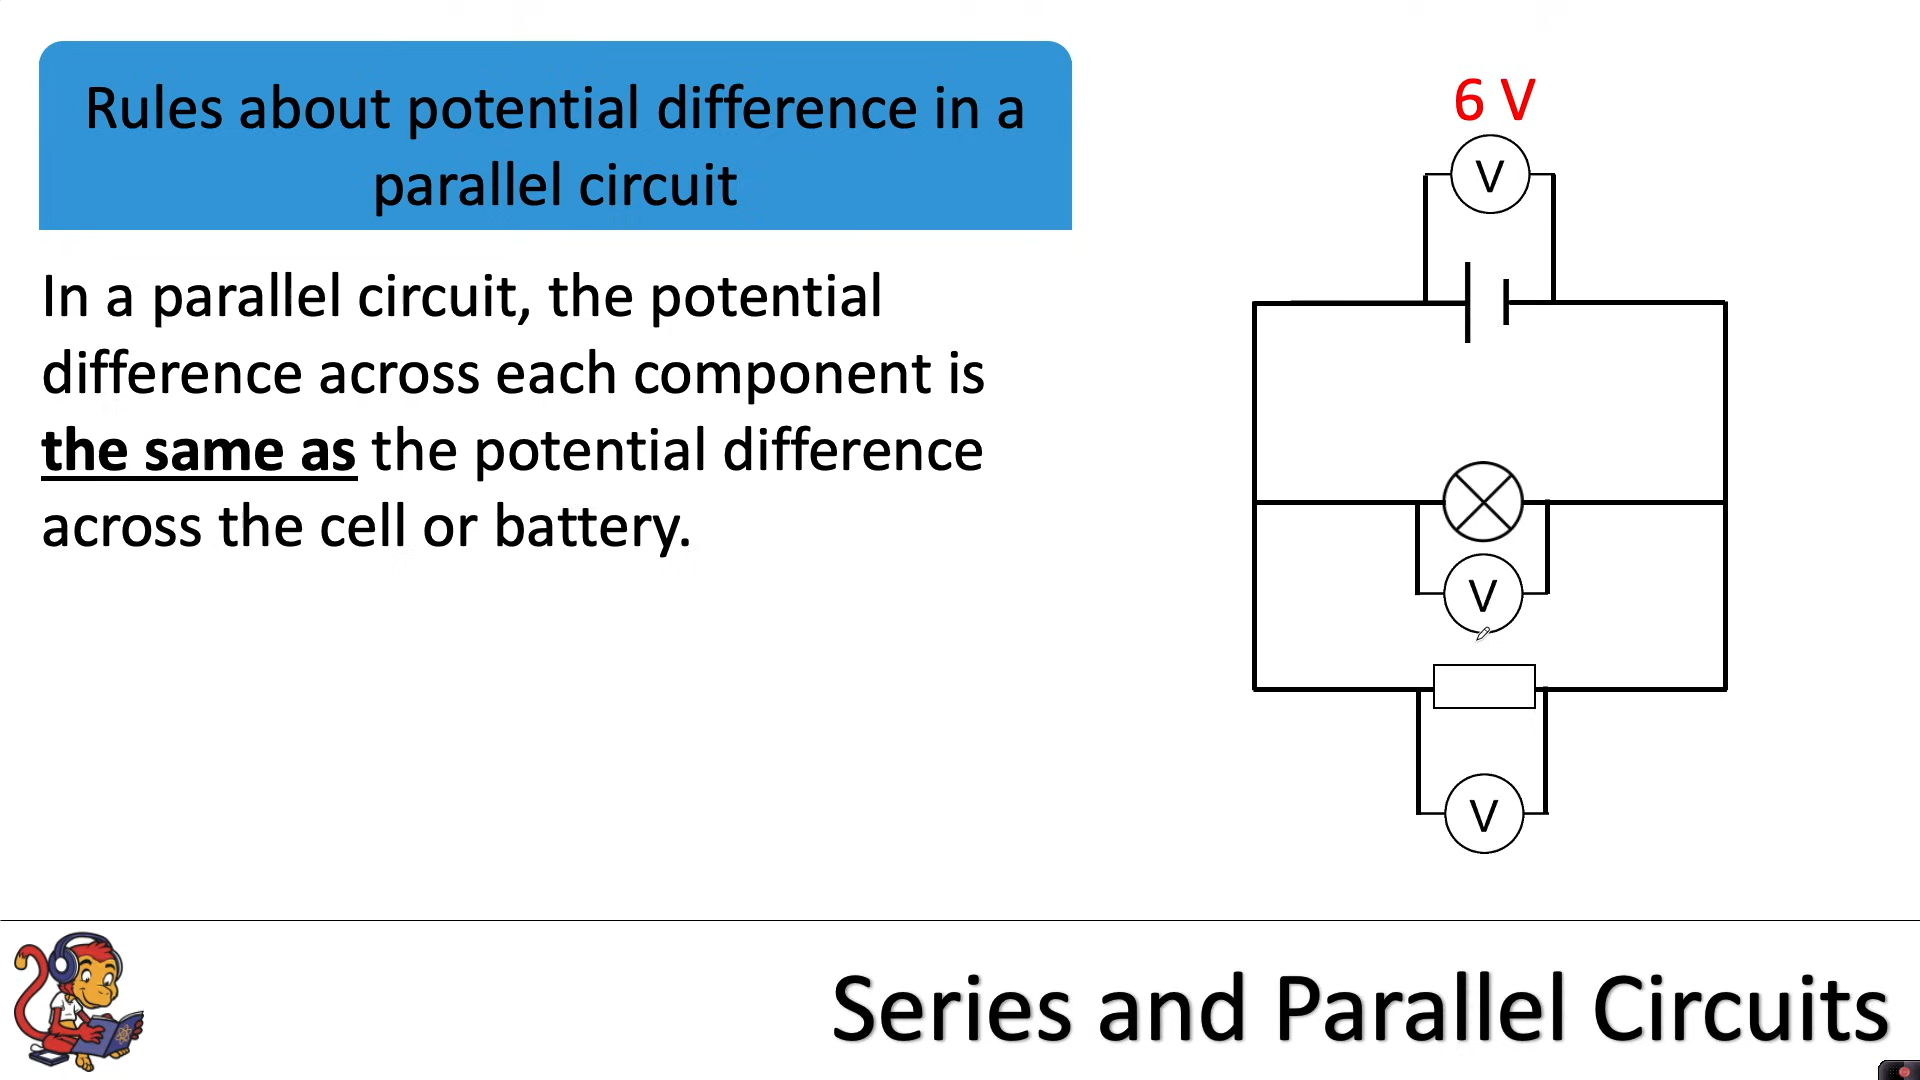 Rules about potential difference in a
parallel circuit
In a parallel circuit, the potential
difference across each component is
the same as the potential difference
across the cell or battery.
6 V
V
V
V
Series and Parallel Circuits